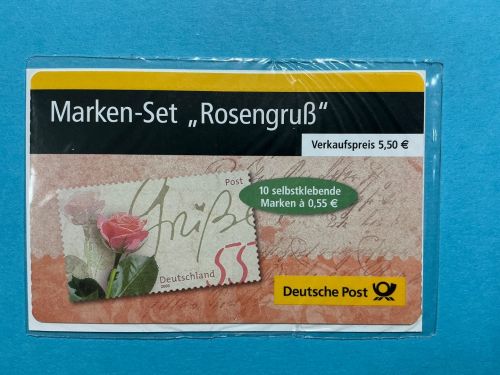 Marken-Set „Rosengruß“
Verkaufspreis 5,50 €
10 selbstklebende
Marken à 0,55 €
Post
Grüße
Deutschland
55
Deutsche Post